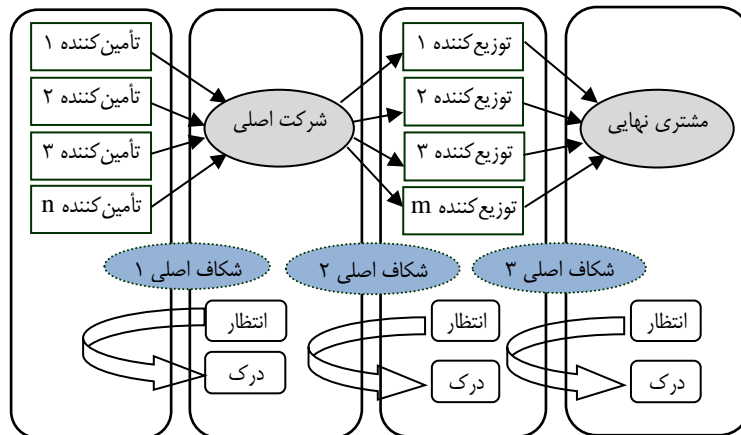 تأمین‌کننده ۱
تأمین‌کننده ۲
تأمین‌کننده ۳
تأمین‌کننده n
شرکت اصلی
توزیع‌کننده ۱
توزیع‌کننده ۲
توزیع‌کننده ۳
توزیع‌کننده m
مشتری نهایی
شکاف اصلی ۱
شکاف اصلی ۲
شکاف اصلی ۳
انتظار
درک
انتظار
درک
انتظار
درک